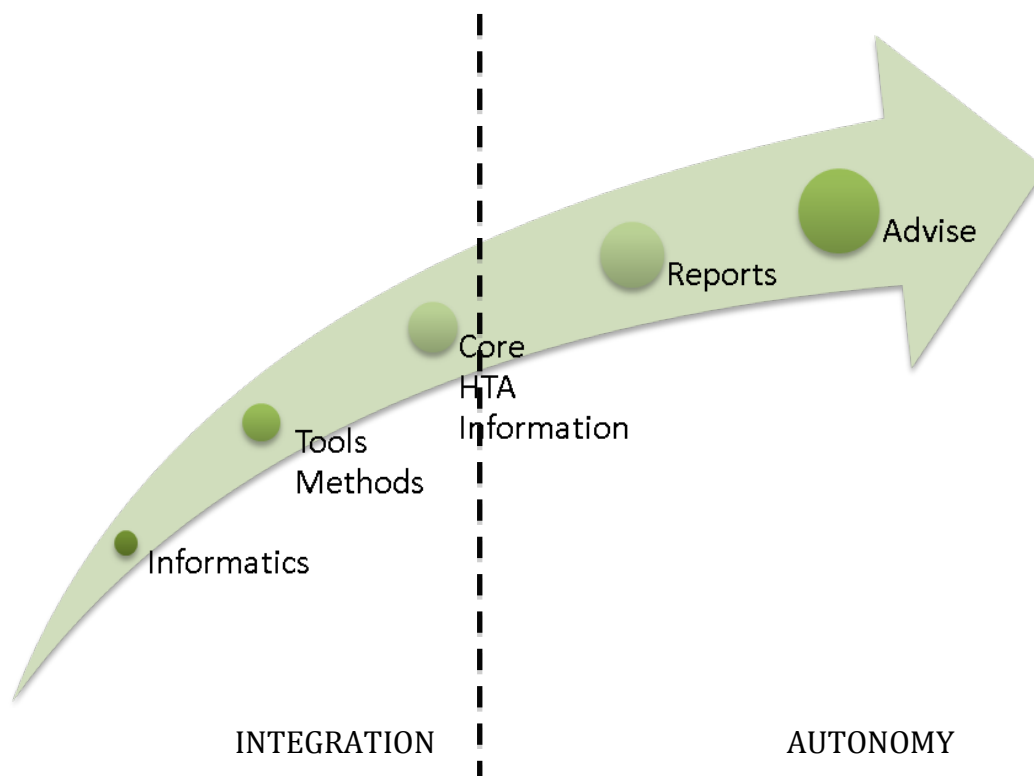 Advise
Reports
Core
HTA
Information
Tools
Methods
Informatics
INTEGRATION
AUTONOMY